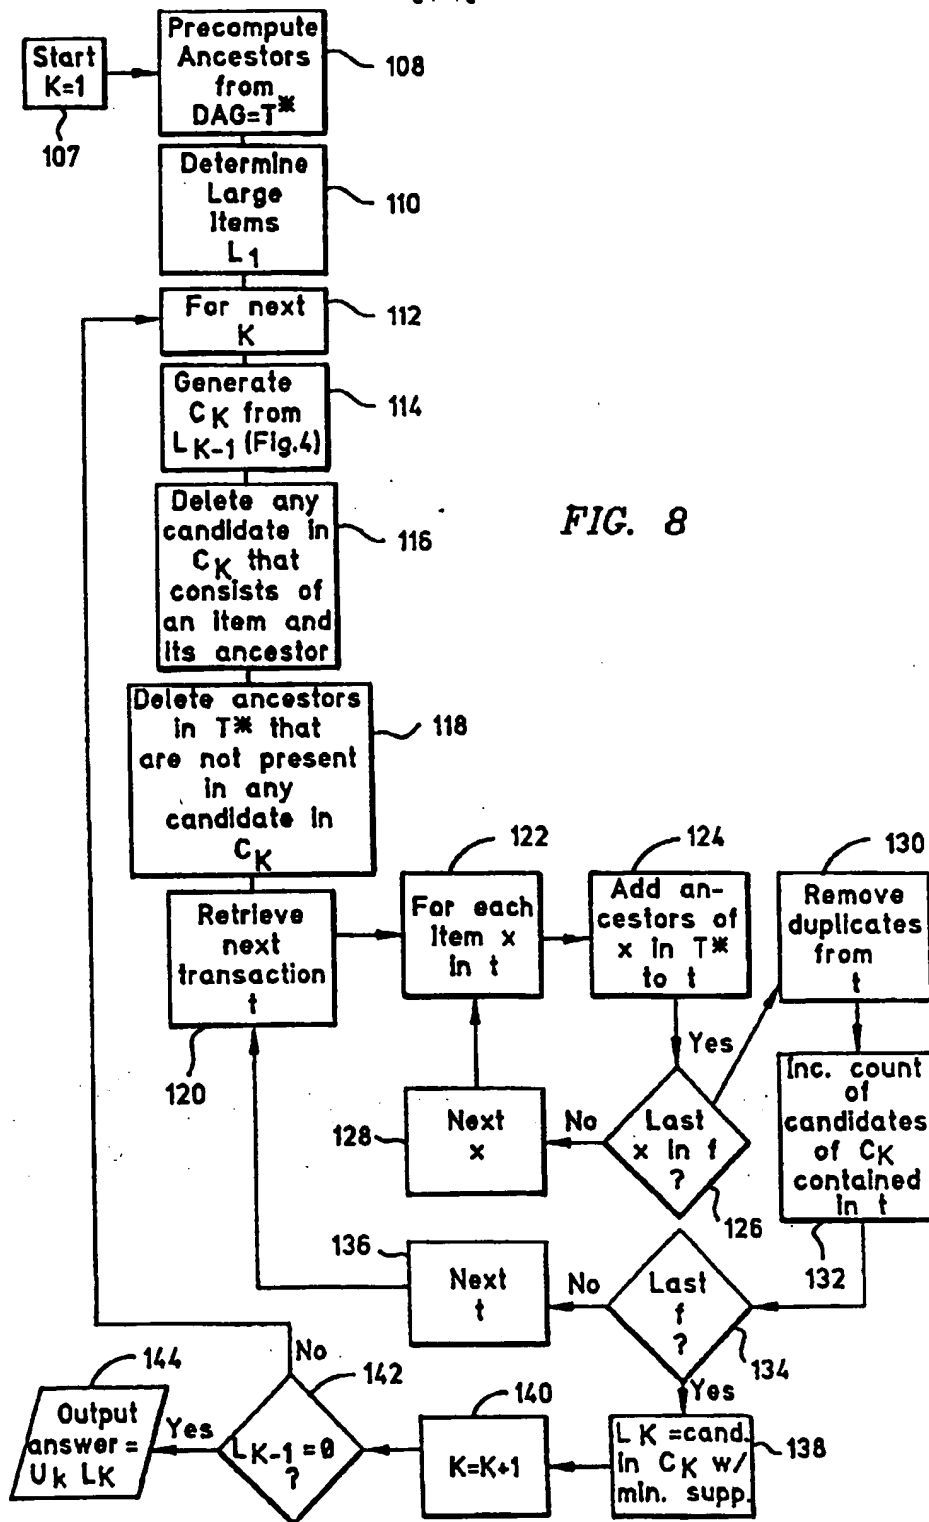 Precompute
Ancestors
from
DAG=T*
108
Start
K=1
107
Determine
Large
Items
L1
110
For next
K
112
Generate
CK from
LK-1 (Fig.4)
114
Delete any
candidate in
CK that
consists of
an item and
its ancestor
116
FIG. 8
Delete ancestors
in T* that
are not present
in any
candidate in
CK
118
Retrieve
next
transaction
t
120
For each
item x
in t
122
Add an-
cestors of
x in T*
to t
124
Remove
duplicates
from
t
130
Yes
Last
x in f
?
126
No
Next
x
128
Inc. count
of
candidates
of CK
contained
in t
132
Last
f
?
134
No
Next
t
136
Yes
LK =cand.
in CK w/
min. supp.
138
K=K+1
140
LK-1=0
?
142
No
Yes
Output
answer=
Uk LK
144